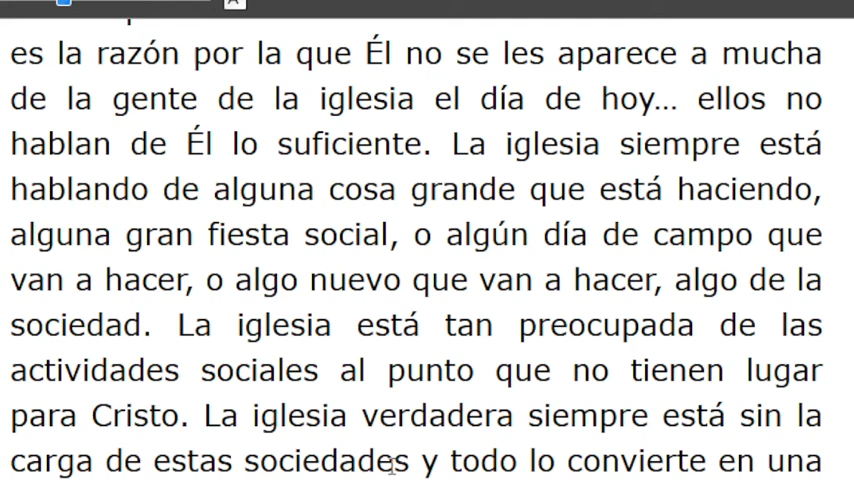 es la razón por la que Él no se les aparece a mucha
de la gente de la iglesia el día de hoy... ellos no
hablan de Él lo suficiente. La iglesia siempre está
hablando de alguna cosa grande que está haciendo,
alguna gran fiesta social, o algún día de campo que
van a hacer, o algo nuevo que van a hacer, algo de la
sociedad. La iglesia está tan preocupada de las
actividades sociales al punto que no tienen lugar
para Cristo. La iglesia verdadera siempre está sin la
carga de estas sociedades y todo lo convierte en una